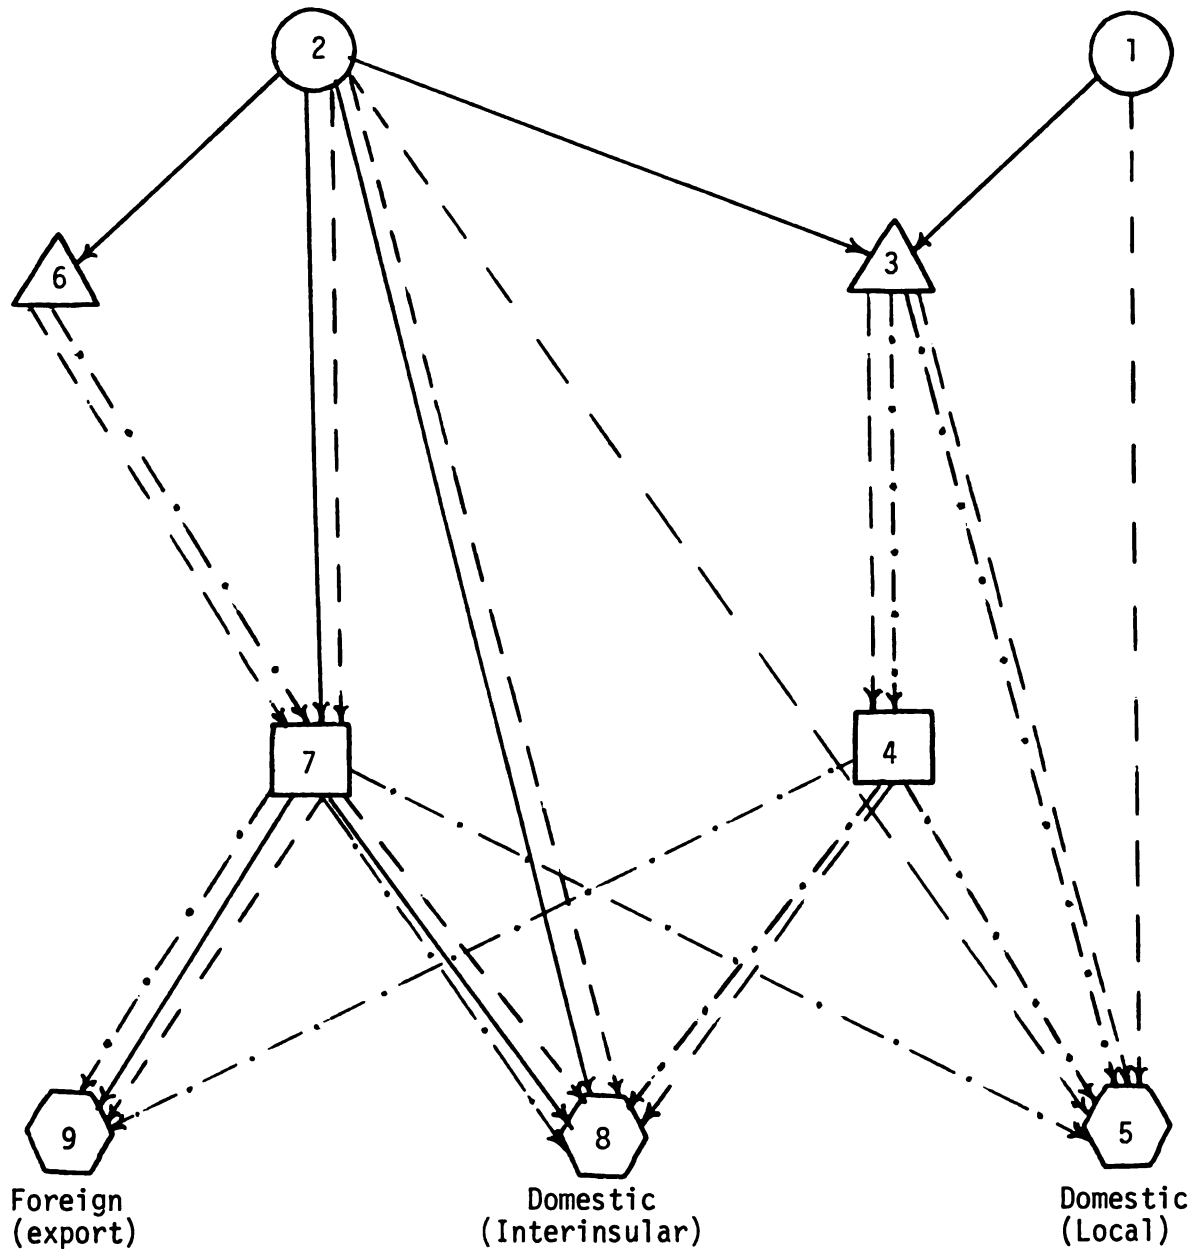 2
1
6
3
7
4
9
8
5
Foreign
(export)
Domestic
(Interinsular)
Domestic
(Local)